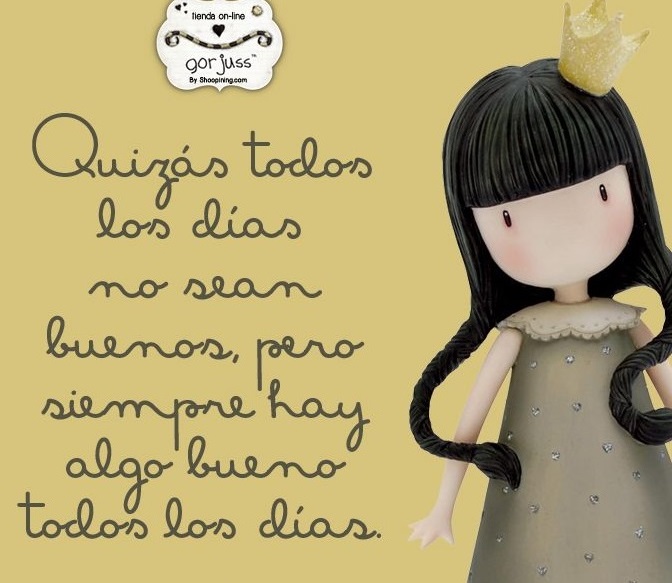 tienda on-line
gorjuss™
By Shoopining.com
Quizás todos
los días
no sean
buenos, pero
siempre hay
algo bueno
todos los días.